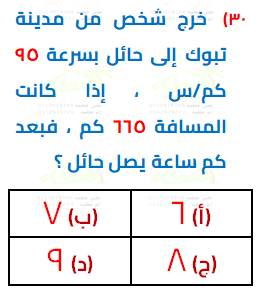 ٣٠) خرج شخص من مدينة
تبوك إلى حائل بسرعة ٩٥
كم/س ، إذا كانت
المسافة ٦٦٥ كم ، فبعد
كم ساعة يصل حائل ؟
(أ) ٦ (ب) ٧
(ج) ٨ (د) ٩